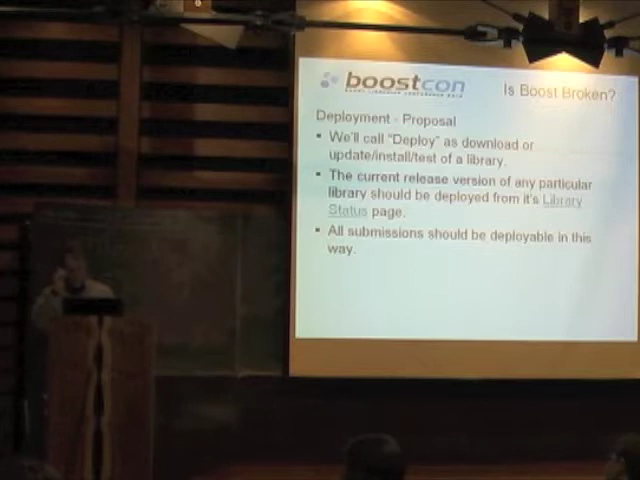 boostcon
Is Boost Broken?
Deployment - Proposal
▪ We'll call "Deploy" as download or
update/install/test of a library.
▪ The current release version of any particular
library should be deployed from it's Library
Status page.
▪ All submissions should be deployable in this
way.